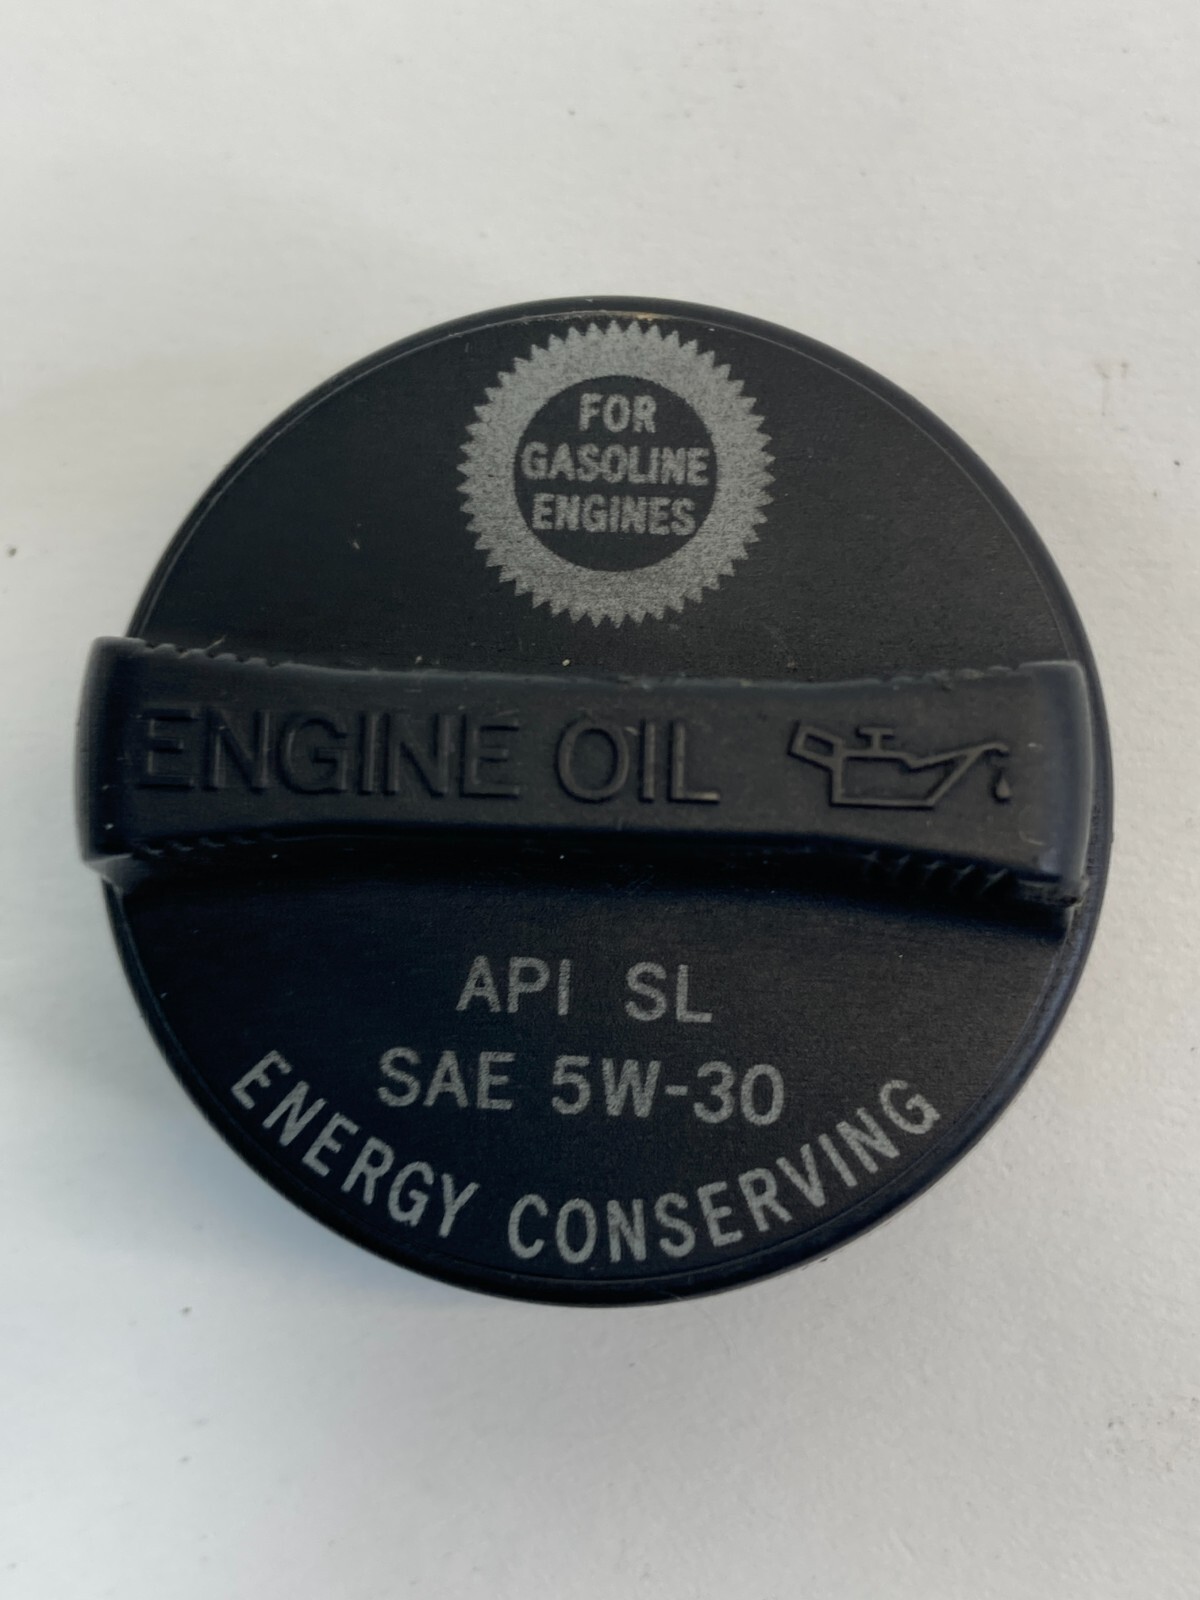 FOR
GASOLINE
ENGINES
ENGINE OIL
API SL
SAE 5W-30
ENERGY CONSERVING